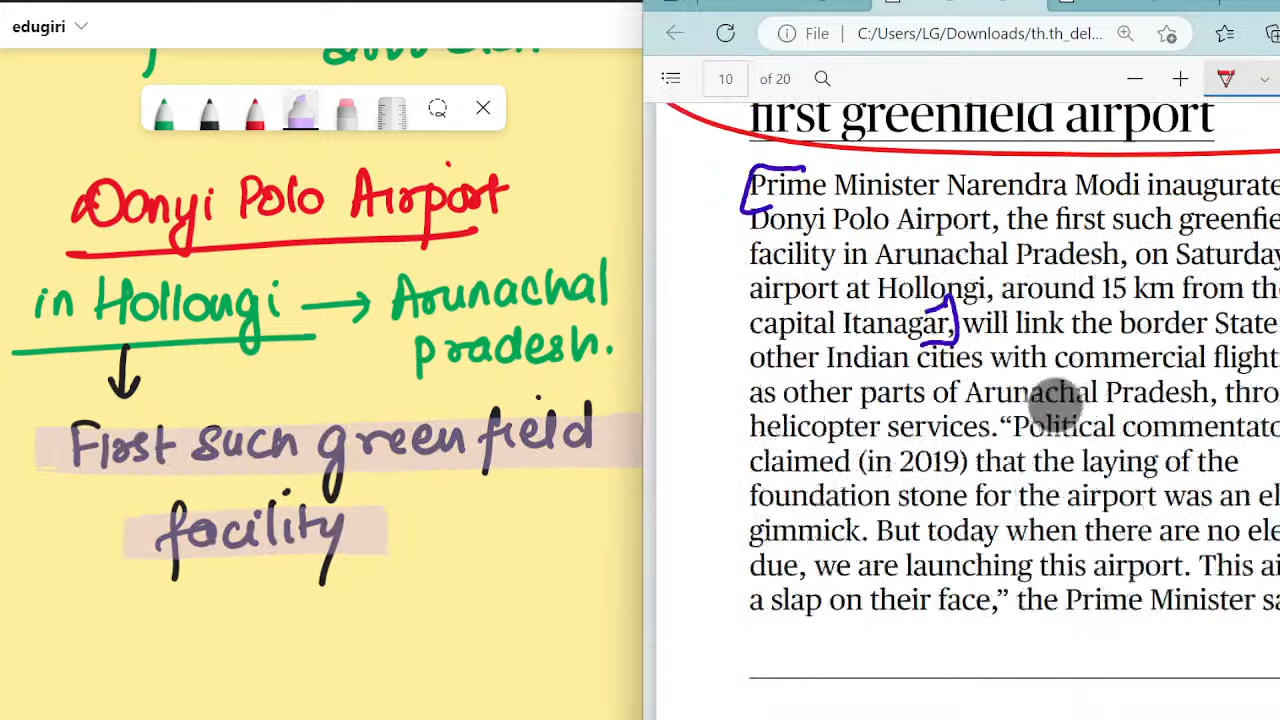 edugiri
Donyi Polo Airport
in Hollongi → Arunachal
pradesh.
First such green field
facility
File
C:/Users/LG/Downloads/th.th_del...
10 of 20
first greenfield airport
Prime Minister Narendra Modi inaugurate
Donyi Polo Airport, the first such greenfie
facility in Arunachal Pradesh, on Saturday
airport at Hollongi, around 15 km from the
capital Itanagar, will link the border State
other Indian cities with commercial flight
as other parts of Arunachal Pradesh, thro
helicopter services.“Political commentato
claimed (in 2019) that the laying of the
foundation stone for the airport was an el
gimmick. But today when there are no ele
due, we are launching this airport. This ai
a slap on their face,” the Prime Minister sa